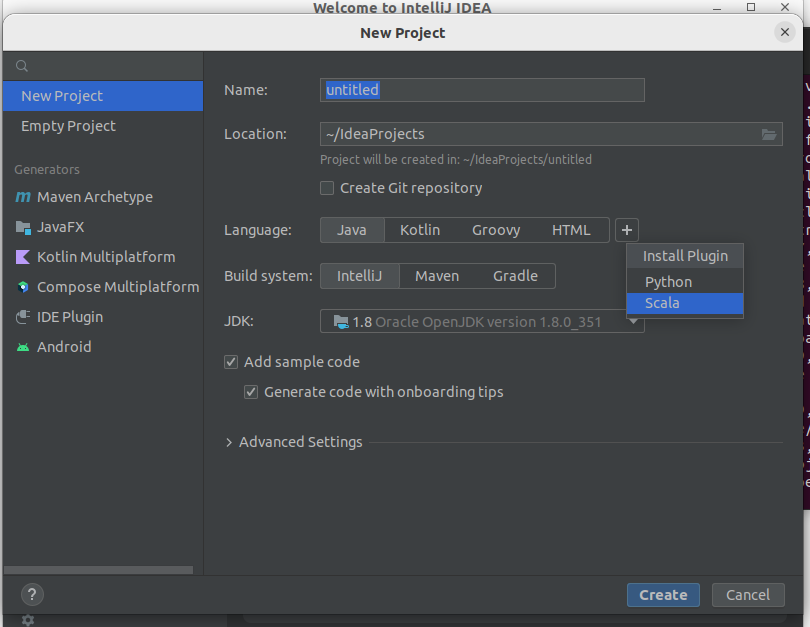 Welcome to IntelliJ IDEA
New Project
New Project
Empty Project
Generators
Maven Archetype
JavaFX
Kotlin Multiplatform
Compose Multiplatform
IDE Plugin
Android
Name: untitled
Location: ~/IdeaProjects
Project will be created in: ~/IdeaProjects/untitled
Create Git repository
Language: Java Kotlin Groovy HTML +
Install Plugin
Python
Scala
Build system: IntelliJ Maven Gradle
JDK: 1.8 Oracle OpenJDK version 1.8.0_351
Add sample code
Generate code with onboarding tips
Advanced Settings
? Create Cancel